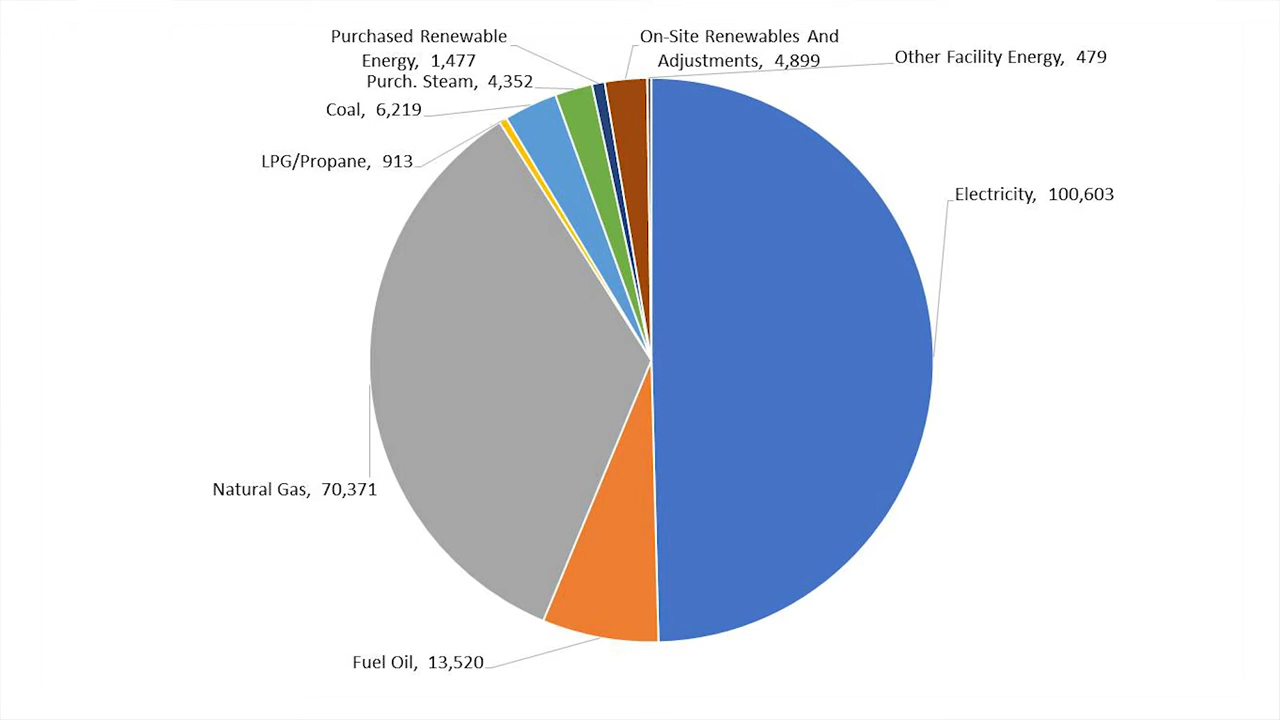 Purchased Renewable
Energy, 1,477
On-Site Renewables And
Adjustments, 4,899
Other Facility Energy, 479
Purch. Steam, 4,352
Coal, 6,219
LPG/Propane, 913
Electricity, 100,603
Natural Gas, 70,371
Fuel Oil, 13,520